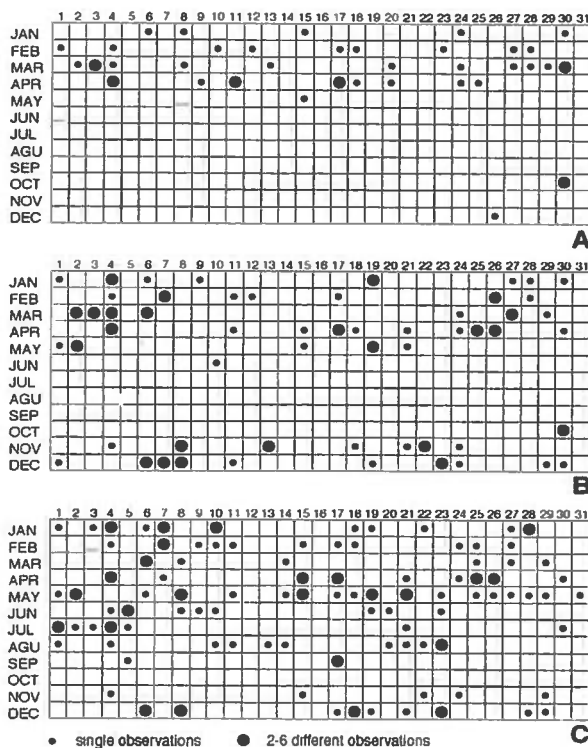 1 2 3 4 5 6 7 8 9 10 11 12 13 14 15 16 17 18 19 20 21 22 23 24 25 26 27 28 29 30 31
JAN
FEB
MAR
APR
MAY
JUN
JUL
AGU
SEP
OCT
NOV
DEC
A
1 2 3 4 5 6 7 8 9 10 11 12 13 14 15 16 17 18 19 20 21 22 23 24 25 26 27 28 29 30 31
JAN
FEB
MAR
APR
MAY
JUN
JUL
AGU
SEP
OCT
NOV
DEC
B
1 2 3 4 5 6 7 8 9 10 11 12 13 14 15 16 17 18 19 20 21 22 23 24 25 26 27 28 29 30 31
JAN
FEB
MAR
APR
MAY
JUN
JUL
AGU
SEP
OCT
NOV
DEC
C
single observations 2-6 different observations